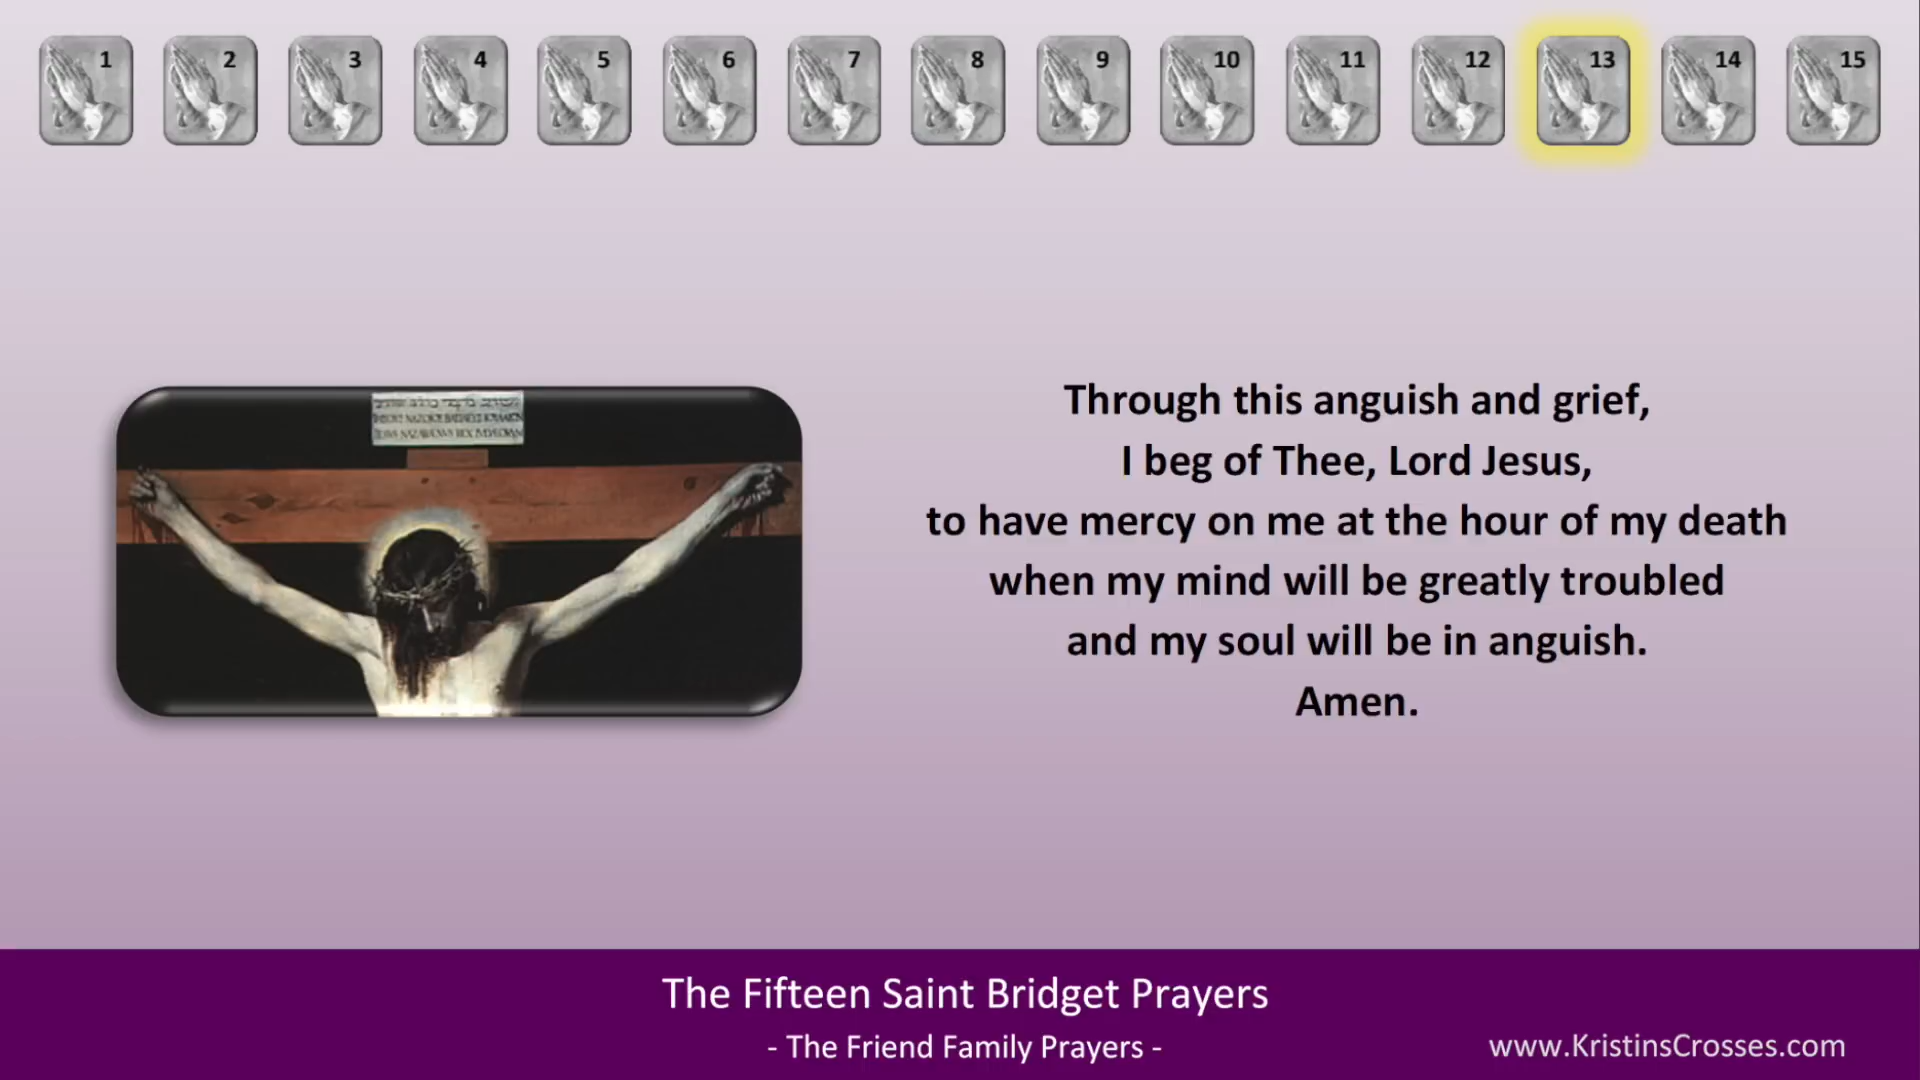 1 2 3 4 5 6 7 8 9 10 11 12 13 14 15
Through this anguish and grief,
I beg of Thee, Lord Jesus,
to have mercy on me at the hour of my death
when my mind will be greatly troubled
and my soul will be in anguish.
Amen.
The Fifteen Saint Bridget Prayers
- The Friend Family Prayers -
www.KristinsCrosses.com